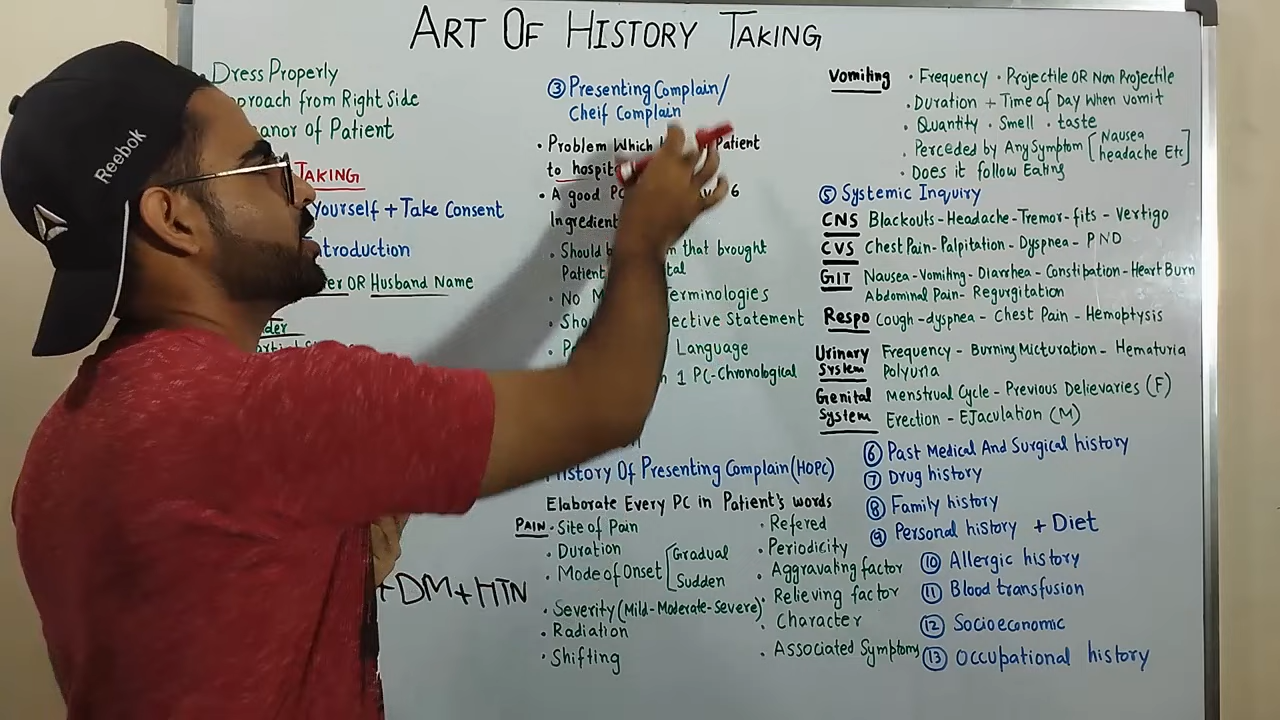 ART OF HISTORY TAKING
Dress Properly
proach from Right Side
anor of Patient
TAKING
Yourself + Take Consent
troduction
er OR Husband Name
der
Reebok
+DM+HTN
③ Presenting Complain/
Cheif Complain
• Problem Which Patient
to hospit
• A good PC 6
Ingredient
• Should b that brought
Patient tal
• No M erminologies
• Sho ective Statement
• P Language
1 PC-Chronological
History Of Presenting Complain(HOPC)
Elaborate Every PC in Patient's words
PAIN • Site of Pain
• Duration
• Mode of Onset [Gradual
Sudden
• Severity (Mild-Moderate-Severe)
• Radiation
• Shifting
• Refered
• Periodicity
• Aggravating factor
• Relieving factor
• Character
• Associated Symptoms
Vomiting • Frequency • Projectile OR Non Projectile
• Duration + Time of Day When vomit
• Quantity • Smell • taste
• Perceded by Any Symptom [Nausea
headache Etc]
• Does it follow Eating
⑤ Systemic Inquiry
CNS Blackouts-Headache-Tremor-fits-Vertigo
CVS Chest Pain-Palpitation-Dyspnea-PND
GIT Nausea-Vomiting-Diarrhea-Constipation-Heart Burn
Abdominal Pain-Regurgitation
Respo Cough-dyspnea-Chest Pain-Hemoptysis
Urinary System Frequency-Burning Micturation-Hematuria
Polyuria
Genital System Menstrual Cycle-Previous Delievaries (F)
Erection-Ejaculation (M)
⑥ Past Medical And Surgical history
⑦ Drug history
⑧ Family history
⑨ Personal history + Diet
⑩ Allergic history
⑪ Blood transfusion
⑫ Socioeconomic
⑬ Occupational history